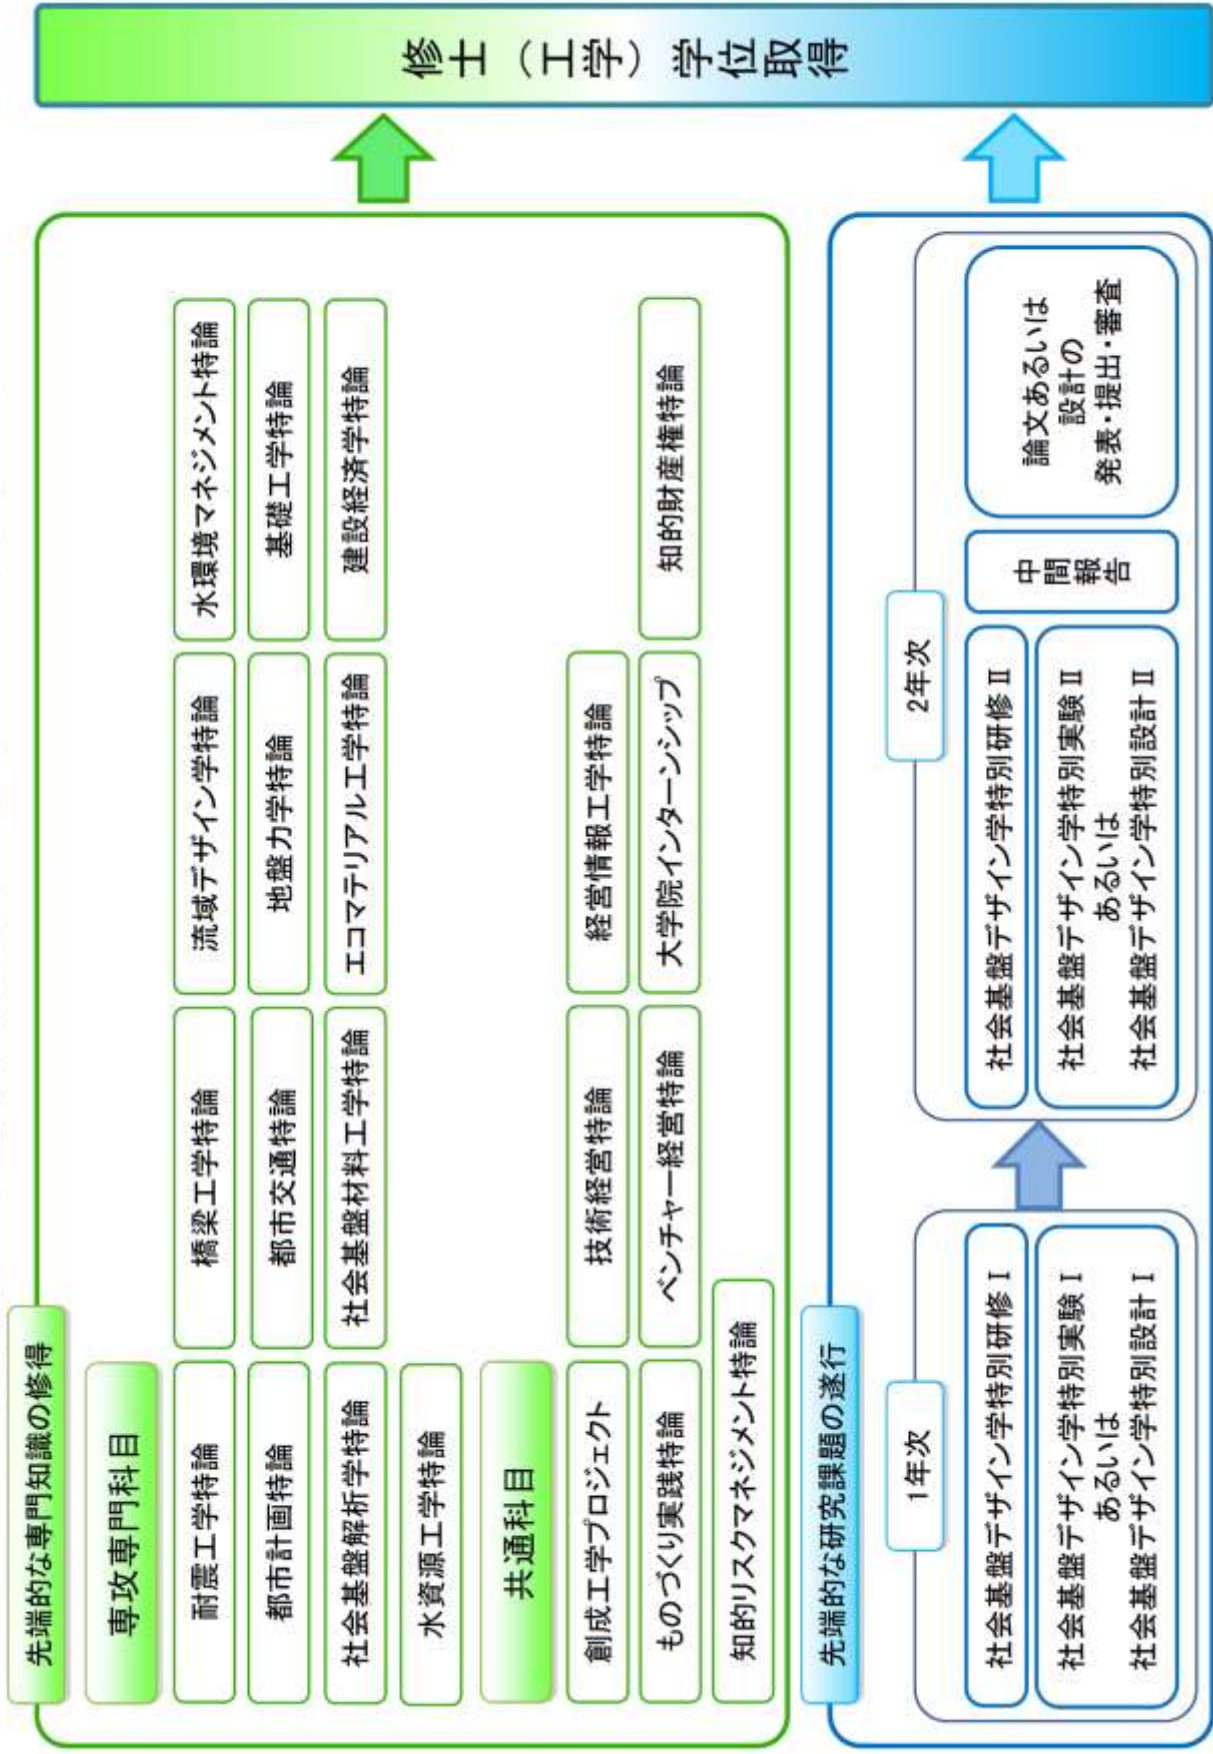 先端的な専門知識の修得
専攻専門科目
耐震工学特論
橋梁工学特論
流域デザイン学特論
水環境マネジメント特論
都市計画特論
都市交通特論
地盤力学特論
基礎工学特論
社会基盤解析学特論
社会基盤材料工学特論
エコマテリアル工学特論
建設経済学特論
水資源工学特論
共通科目
創成工学プロジェクト
技術経営特論
経営情報工学特論
ものづくり実践特論
ベンチャー経営特論
大学院インターンシップ
知的財産権特論
知的リスクマネジメント特論
先端的な研究課題の遂行
1年次
社会基盤デザイン学特別研修Ⅰ
社会基盤デザイン学特別実験Ⅰ
あるいは
社会基盤デザイン学特別設計Ⅰ
2年次
社会基盤デザイン学特別研修Ⅱ
社会基盤デザイン学特別実験Ⅱ
あるいは
社会基盤デザイン学特別設計Ⅱ
中
間
報
告
論文あるいは
設計の
発表・提出・審査
修士（工学）学位取得